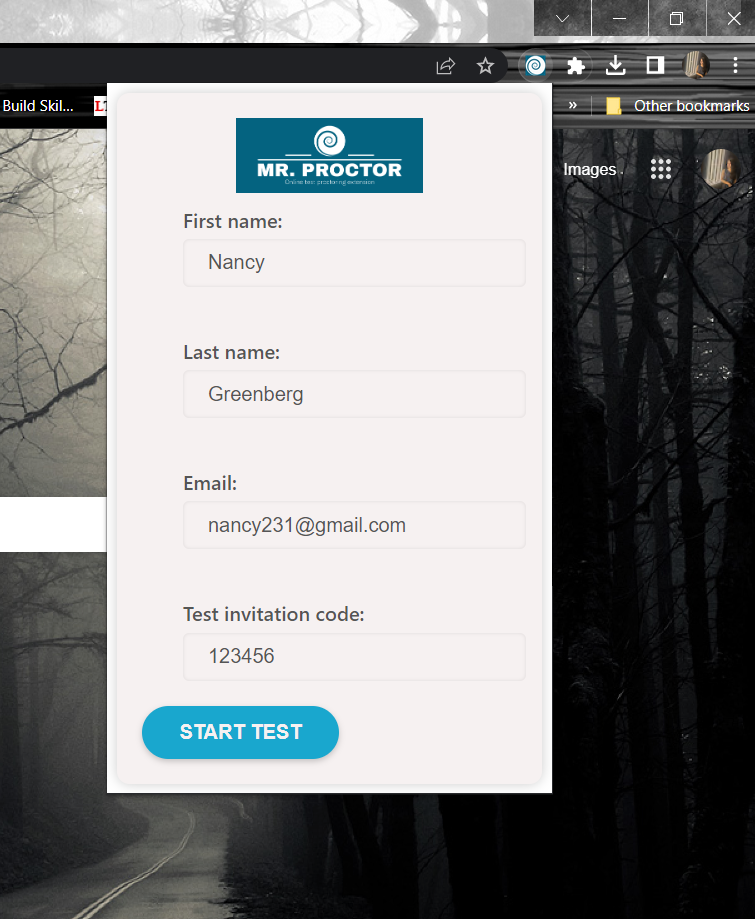 Build Skil...
LT
»
Other bookmarks
Images
MR. PROCTOR
Online test proctoring extension
First name:
Nancy
Last name:
Greenberg
Email:
nancy231@gmail.com
Test invitation code:
123456
START TEST